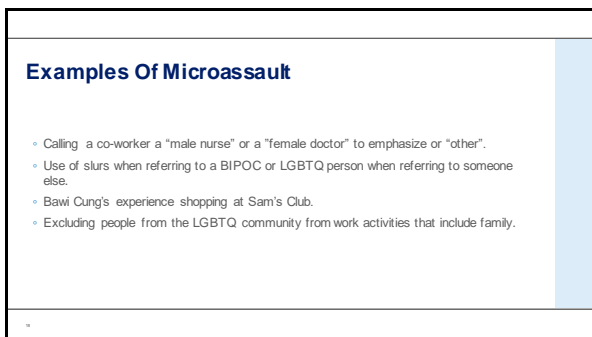 Examples Of Microassault
◦ Calling a co-worker a “male nurse” or a ”female doctor” to emphasize or “other”.
◦ Use of slurs when referring to a BIPOC or LGBTQ person when referring to someone
else.
◦ Bawi Cung’s experience shopping at Sam’s Club.
◦ Excluding people from the LGBTQ community from work activities that include family.